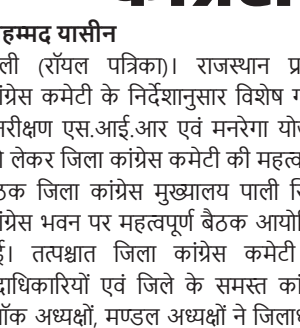 हम्मद यासीन
ली (रॉयल पत्रिका)। राजस्थान प्र
ग्रेस कमेटी के निर्देशानुसार विशेष ग
रीक्षण एस.आई.आर एवं मनरेगा यो
लेकर जिला कांग्रेस कमेटी की महत्व
ठक जिला कांग्रेस मुख्यालय पाली स्
ग्रेस भवन पर महत्वपूर्ण बैठक आयो
ई। तत्पश्चात जिला कांग्रेस कमेटी
दाधिकारियों एवं जिले के समस्त कां
ॉक अध्यक्षों, मण्डल अध्यक्षों ने जिला